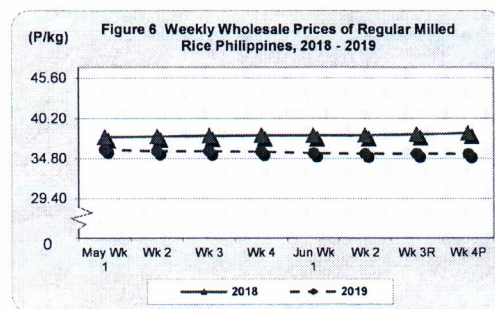 (P/kg)
Figure 6 Weekly Wholesale Prices of Regular Milled
Rice Philippines, 2018 - 2019
45.60
40.20
34.80
29.40
0
May Wk 1
Wk 2
Wk 3
Wk 4
Jun Wk 1
Wk 2
Wk 3R
Wk 4P
2018
2019